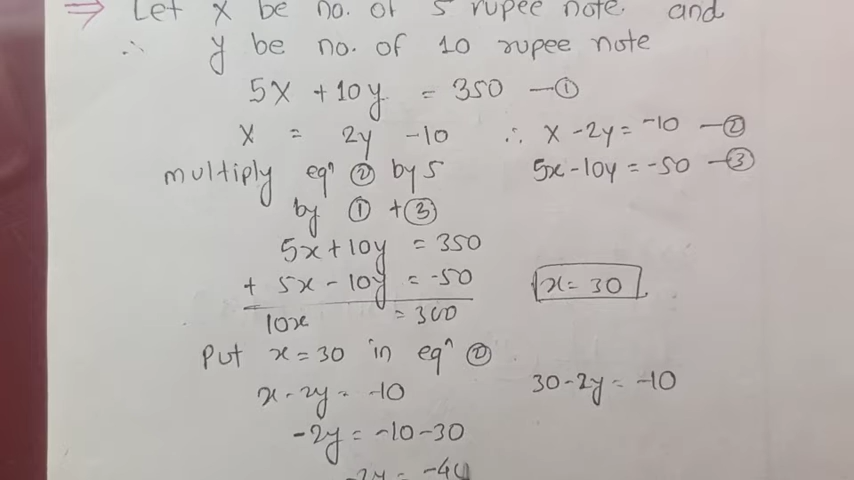 ⇒ Let x be no. of 5 rupee note and
∴ y be no. of 10 rupee note
5x + 10y = 350 — ①
x = 2y - 10 ∴ x - 2y = -10 — ②
multiply eqⁿ ② by 5 5x - 10y = -50 — ③
by ① + ③
5x + 10y = 350
+ 5x - 10y = -50 x = 30
10x = 300
Put x = 30 in eqⁿ ②
x - 2y = -10 30 - 2y = -10
-2y = -10 - 30
-2y = -40